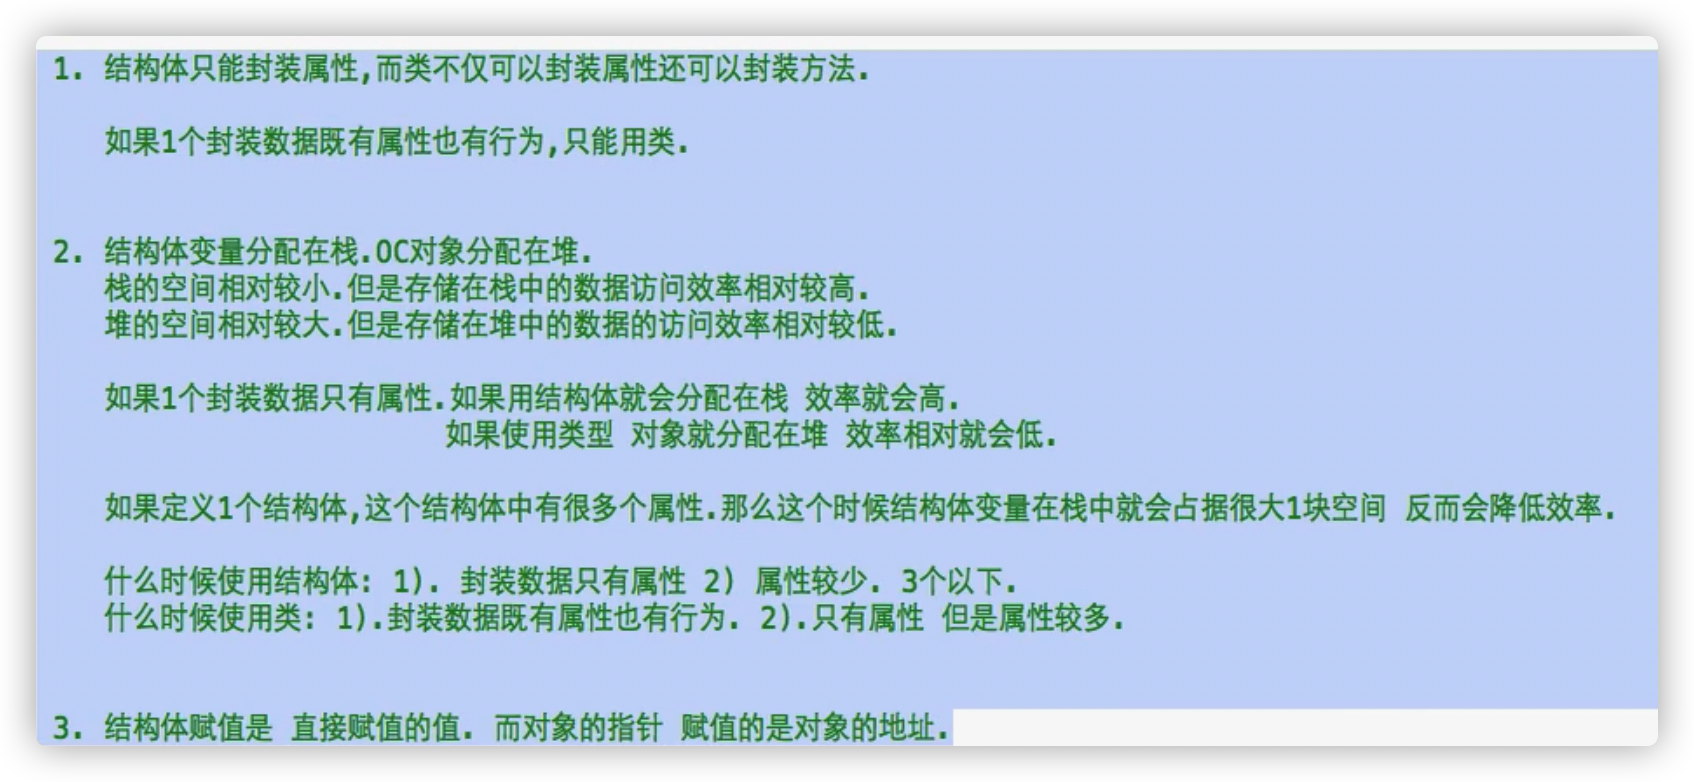 1. 结构体只能封装属性,而类不仅可以封装属性还可以封装方法.
如果1个封装数据既有属性也有行为,只能用类.
2. 结构体变量分配在栈.OC对象分配在堆.
栈的空间相对较小.但是存储在栈中的数据访问效率相对较高.
堆的空间相对较大.但是存储在堆中的数据的访问效率相对较低.
如果1个封装数据只有属性.如果用结构体就会分配在栈 效率就会高.
如果使用类型 对象就分配在堆 效率相对就会低.
如果定义1个结构体,这个结构体中有很多个属性.那么这个时候结构体变量在栈中就会占据很大1块空间 反而会降低效率.
什么时候使用结构体: 1). 封装数据只有属性 2) 属性较少. 3个以下.
什么时候使用类: 1).封装数据既有属性也有行为. 2).只有属性 但是属性较多.
3. 结构体赋值是 直接赋值的值. 而对象的指针 赋值的是对象的地址.